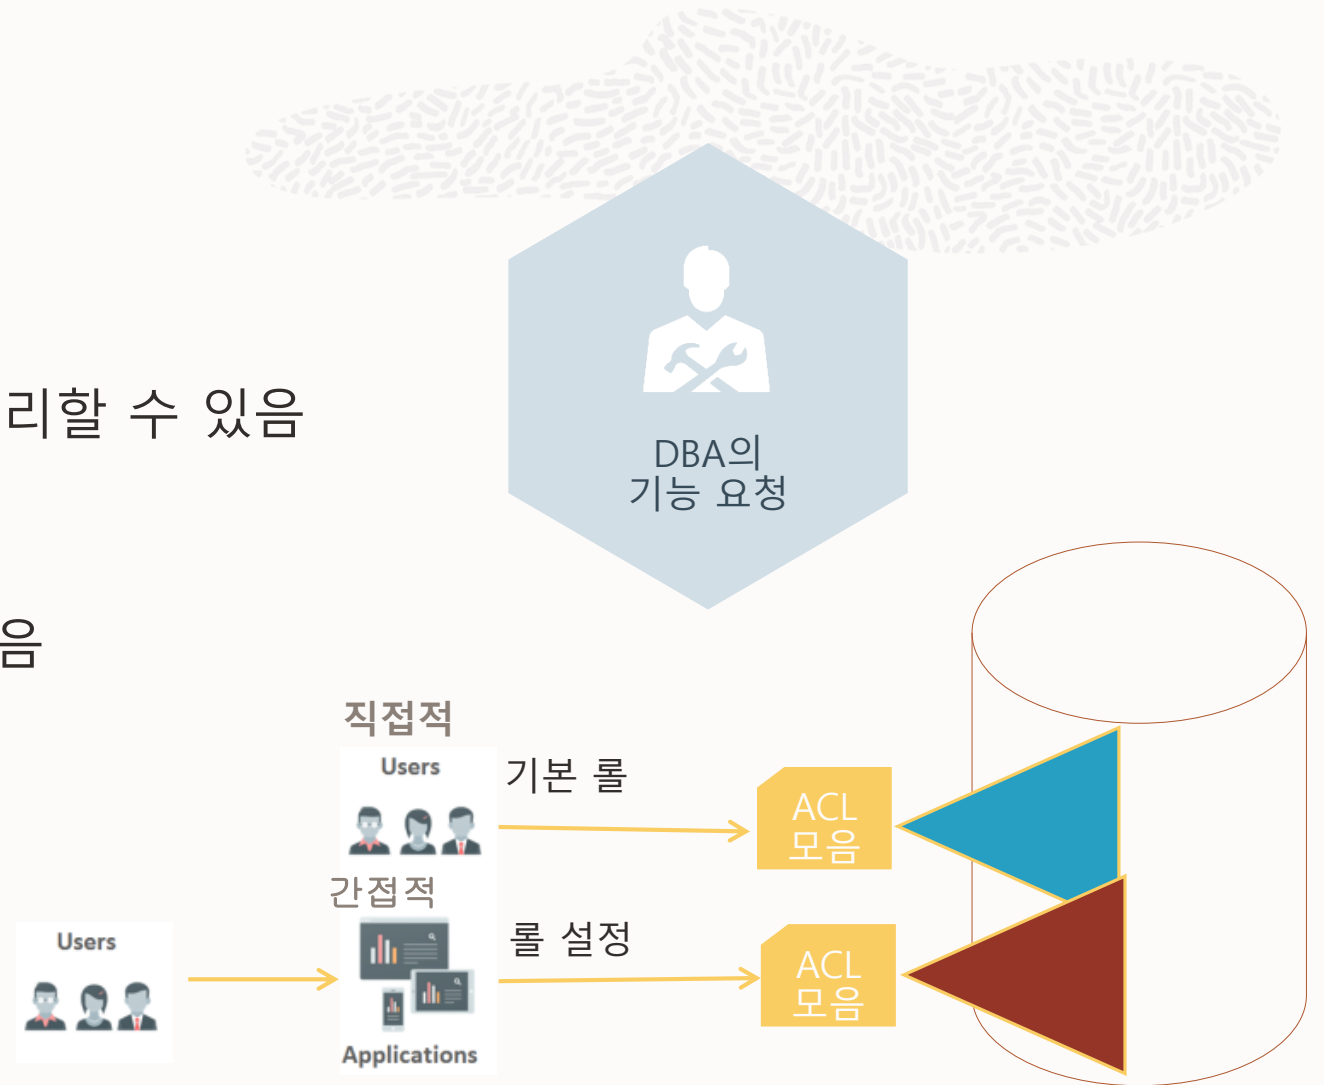 리할 수 있음
DBA의
기능 요청
음
직접적
Users
기본 롤
ACL
모음
간접적
롤 설정
Users
ACL
모음
Applications